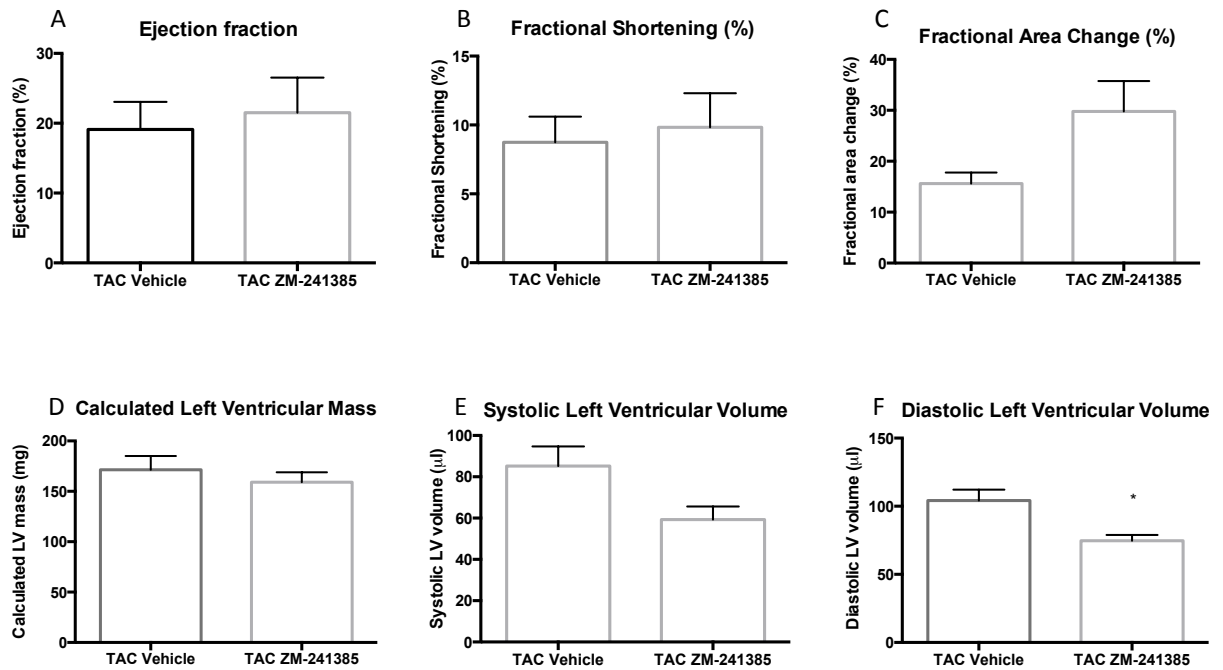 A
Ejection fraction
Ejection fraction (%)
30
20
10
0
TAC Vehicle
TAC ZM-241385
B
Fractional Shortening (%)
Fractional Shortening (%)
15
10
5
0
TAC Vehicle
TAC ZM-241385
C
Fractional Area Change (%)
Fractional area change (%)
40
30
20
10
0
TAC Vehicle
TAC ZM-241385
D
Calculated Left Ventricular Mass
Calculated LV mass (mg)
200
150
100
50
0
TAC Vehicle
TAC ZM-241385
E
Systolic Left Ventricular Volume
Systolic LV volume (µl)
100
80
60
40
20
0
TAC Vehicle
TAC ZM-241385
F
Diastolic Left Ventricular Volume
Diastolic LV volume (µl)
150
100
50
0
*
TAC Vehicle
TAC ZM-241385